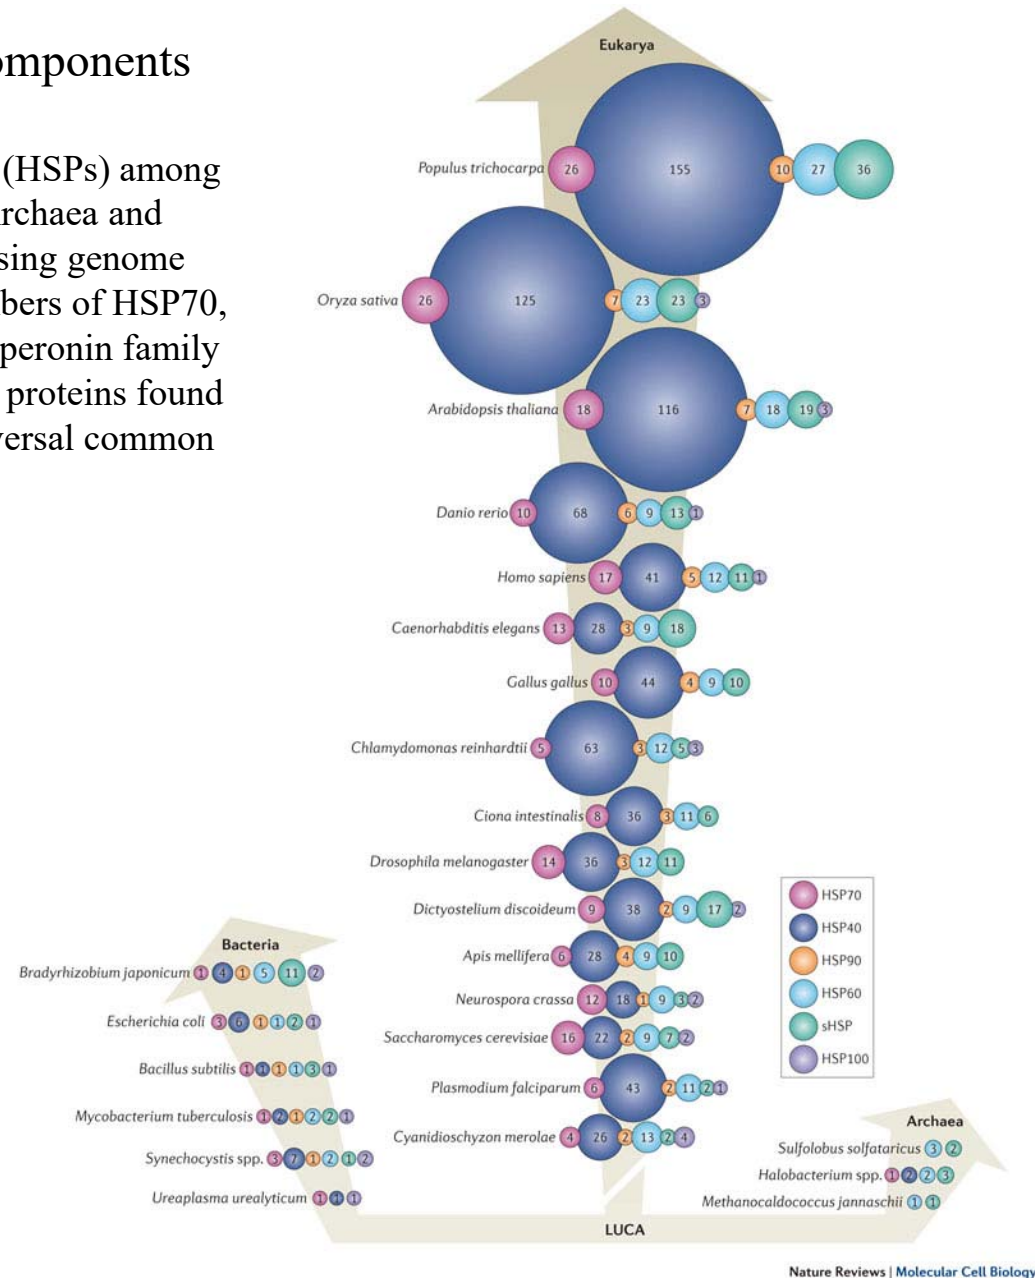 omponents
(HSPs) among
rchaea and
sing genome
bers of HSP70,
peronin family
proteins found
versal common
Eukarya
Populus trichocarpa 26 155 10 27 36
Oryza sativa 26 125 7 23 23 3
Arabidopsis thaliana 18 116 7 18 19 3
Danio rerio 10 68 6 9 13 1
Homo sapiens 17 41 5 12 11 1
Caenorhabditis elegans 13 28 3 9 18
Gallus gallus 10 44 4 9 10
Chlamydomonas reinhardtii 5 63 3 12 5 3
Ciona intestinalis 8 36 3 11 6
Drosophila melanogaster 14 36 3 12 11
Dictyostelium discoideum 9 38 2 9 17 2
Apis mellifera 6 28 4 9 10
Neurospora crassa 12 18 1 9 3 2
Saccharomyces cerevisiae 16 22 2 9 7 2
Plasmodium falciparum 6 43 2 11 2 1
Cyanidioschyzon merolae 4 26 2 13 2 4
HSP70
HSP40
HSP90
HSP60
sHSP
HSP100
Bacteria
Bradyrhizobium japonicum 1 4 1 5 11 2
Escherichia coli 3 6 1 1 2 1
Bacillus subtilis 1 1 1 1 3 1
Mycobacterium tuberculosis 1 2 1 2 2 1
Synechocystis spp. 3 7 1 2 1 2
Ureaplasma urealyticum 1 1 1
Archaea
Sulfolobus solfataricus 3 2
Halobacterium spp. 1 2 2 3
Methanocaldococcus jannaschii 1 1
LUCA
Nature Reviews | Molecular Cell Biology